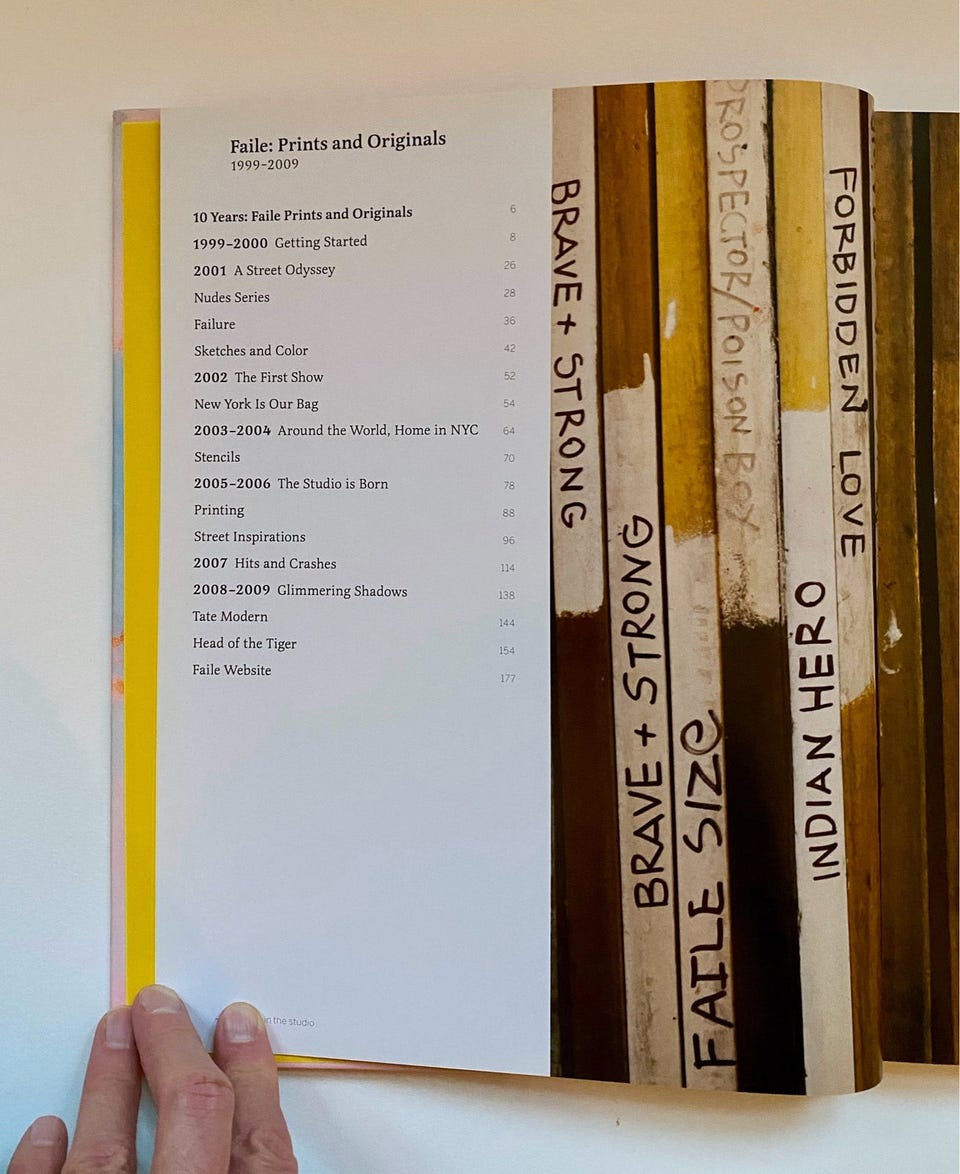 Faile: Prints and Originals
1999–2009
10 Years: Faile Prints and Originals 6
1999–2000 Getting Started 8
2001 A Street Odyssey 26
Nudes Series 28
Failure 36
Sketches and Color 42
2002 The First Show 52
New York Is Our Bag 54
2003–2004 Around the World, Home in NYC 64
Stencils 70
2005–2006 The Studio is Born 78
Printing 88
Street Inspirations 96
2007 Hits and Crashes 114
2008–2009 Glimmering Shadows 138
Tate Modern 144
Head of the Tiger 154
Faile Website 177
in the studio
BRAVE + STRONG
BRAVE + STRONG
FAILE SIZE
PROSPECTOR/POISON BOY
INDIAN HERO
FORBIDDEN LOVE